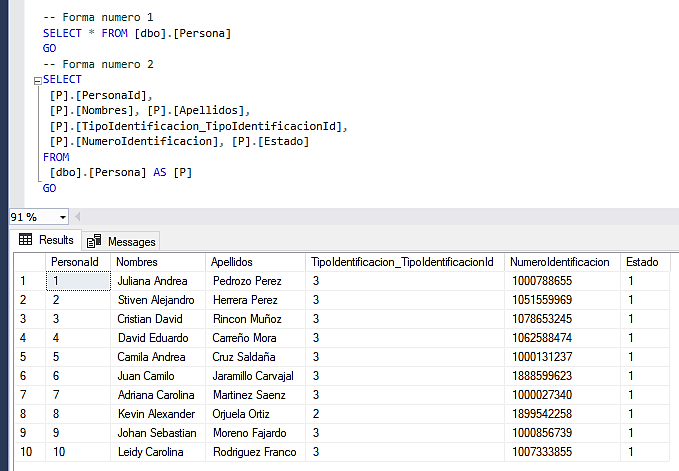 -- Forma numero 1
SELECT * FROM [dbo].[Persona]
GO
-- Forma numero 2
SELECT
[P].[PersonaId],
[P].[Nombres], [P].[Apellidos],
[P].[TipoIdentificacion_TipoIdentificacionId],
[P].[NumeroIdentificacion], [P].[Estado]
FROM
[dbo].[Persona] AS [P]
GO
91 %
Results Messages
PersonaId Nombres Apellidos TipoIdentificacion_TipoIdentificacionId NumeroIdentificacion Estado
1 1 Juliana Andrea Pedrozo Perez 3 1000788655 1
2 2 Stiven Alejandro Herrera Perez 3 1051559969 1
3 3 Cristian David Rincon Muñoz 3 1078653245 1
4 4 David Eduardo Carreño Mora 3 1062588474 1
5 5 Camila Andrea Cruz Saldaña 3 1000131237 1
6 6 Juan Camilo Jaramillo Carvajal 3 1888599623 1
7 7 Adriana Carolina Martinez Saenz 3 1000027340 1
8 8 Kevin Alexander Orjuela Ortiz 2 1899542258 1
9 9 Johan Sebastian Moreno Fajardo 3 1000856739 1
10 10 Leidy Carolina Rodriguez Franco 3 1007333855 1